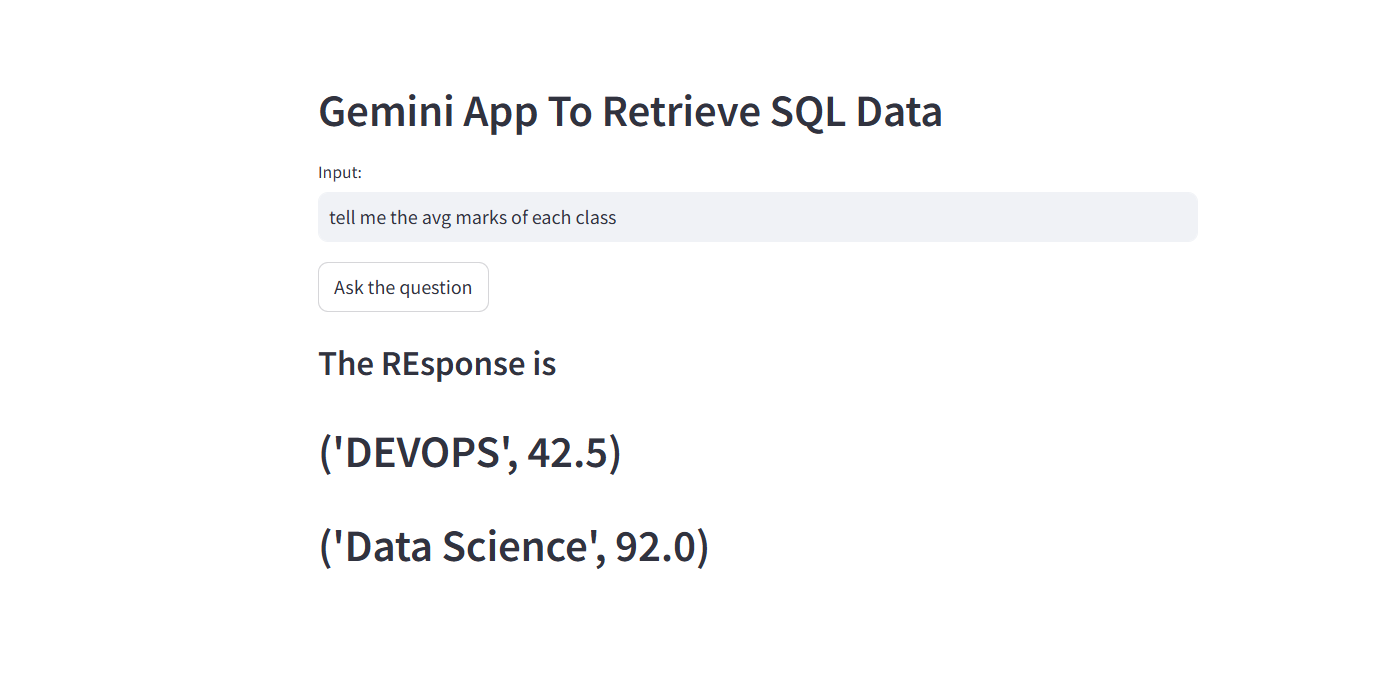 Gemini App To Retrieve SQL Data
Input:
tell me the avg marks of each class
Ask the question
The REsponse is
('DEVOPS', 42.5)
('Data Science', 92.0)